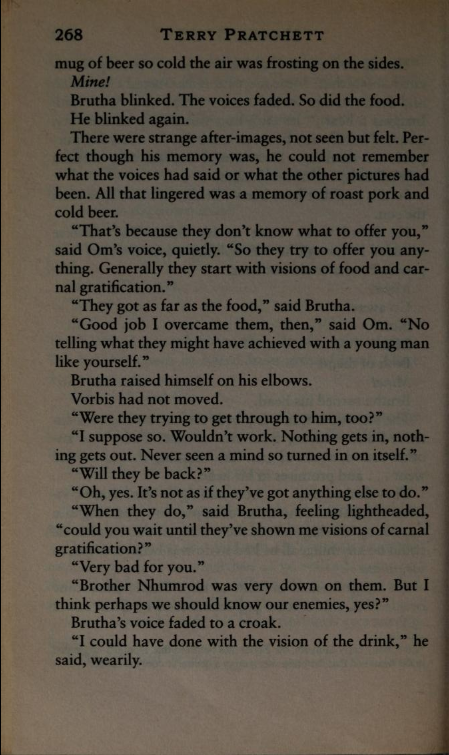 268 TERRY PRATCHETT
mug of beer so cold the air was frosting on the sides.
Mine!
Brutha blinked. The voices faded. So did the food.
He blinked again.
There were strange after-images, not seen but felt. Per-
fect though his memory was, he could not remember
what the voices had said or what the other pictures had
been. All that lingered was a memory of roast pork and
cold beer.
“That’s because they don’t know what to offer you,”
said Om’s voice, quietly. “So they try to offer you any-
thing. Generally they start with visions of food and car-
nal gratification.”
“They got as far as the food,” said Brutha.
“Good job I overcame them, then,” said Om. “No
telling what they might have achieved with a young man
like yourself.”
Brutha raised himself on his elbows.
Vorbis had not moved.
“Were they trying to get through to him, too?”
“I suppose so. Wouldn’t work. Nothing gets in, noth-
ing gets out. Never seen a mind so turned in on itself.”
“Will they be back?”
“Oh, yes. It’s not as if they’ve got anything else to do.”
“When they do,” said Brutha, feeling lightheaded,
“could you wait until they’ve shown me visions of carnal
gratification?”
“Very bad for you.”
“Brother Nhumrod was very down on them. But I
think perhaps we should know our enemies, yes?”
Brutha’s voice faded to a croak.
“I could have done with the vision of the drink,” he
said, wearily.